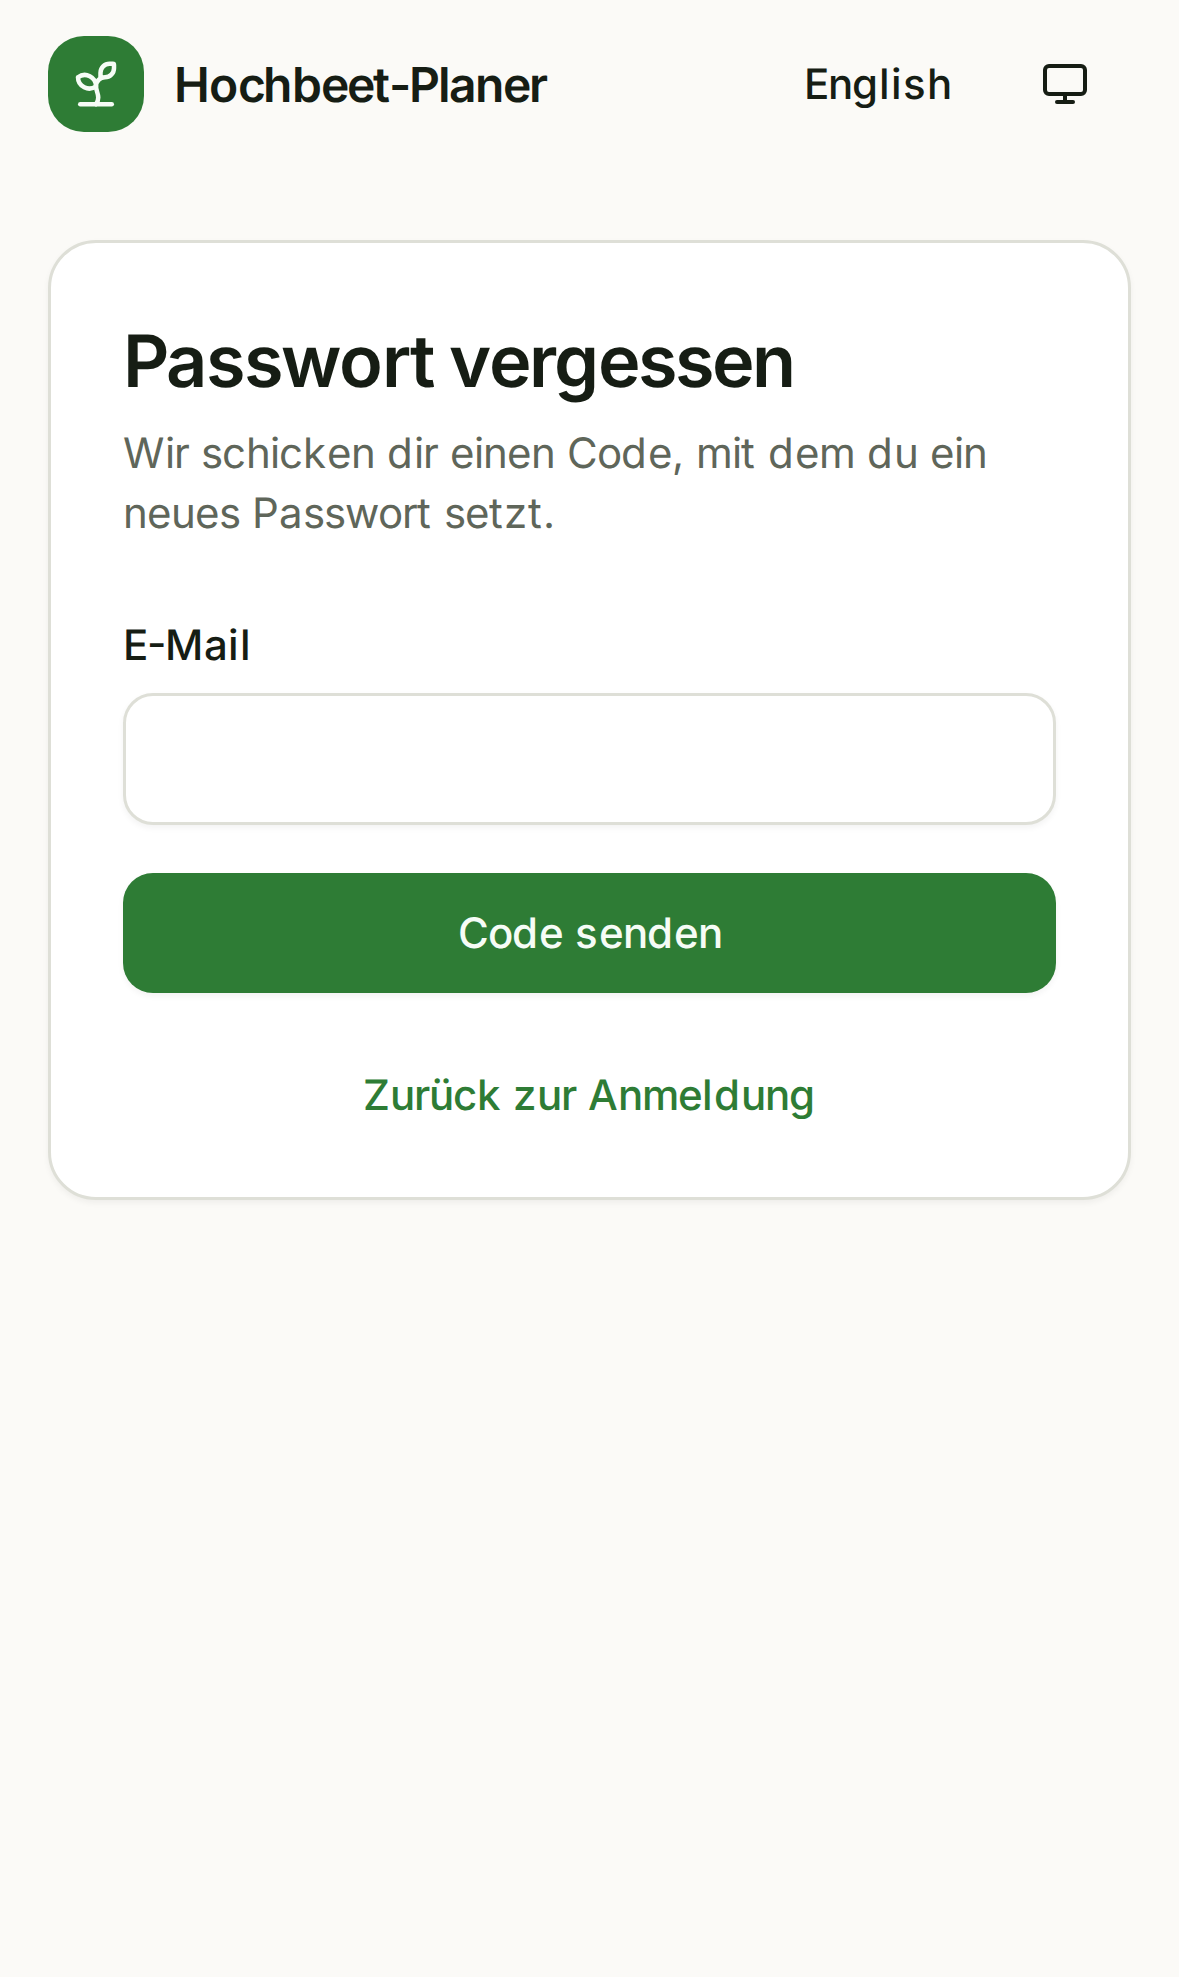 Hochbeet-Planer
English
Passwort vergessen
Wir schicken dir einen Code, mit dem du ein
neues Passwort setzt.
E-Mail
Code senden
Zurück zur Anmeldung